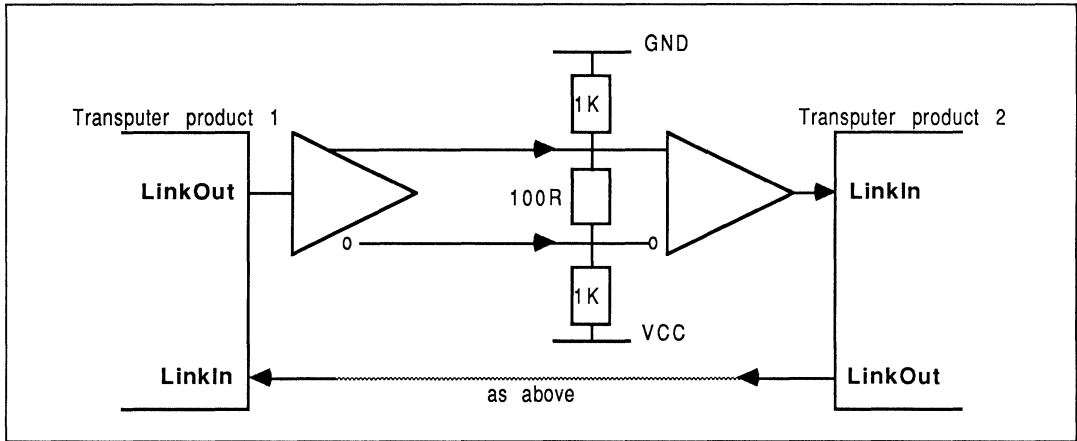 GND
1K
Transputer product 1
Transputer product 2
LinkOut
100R
LinkIn
1K
VCC
LinkIn
LinkOut
as above